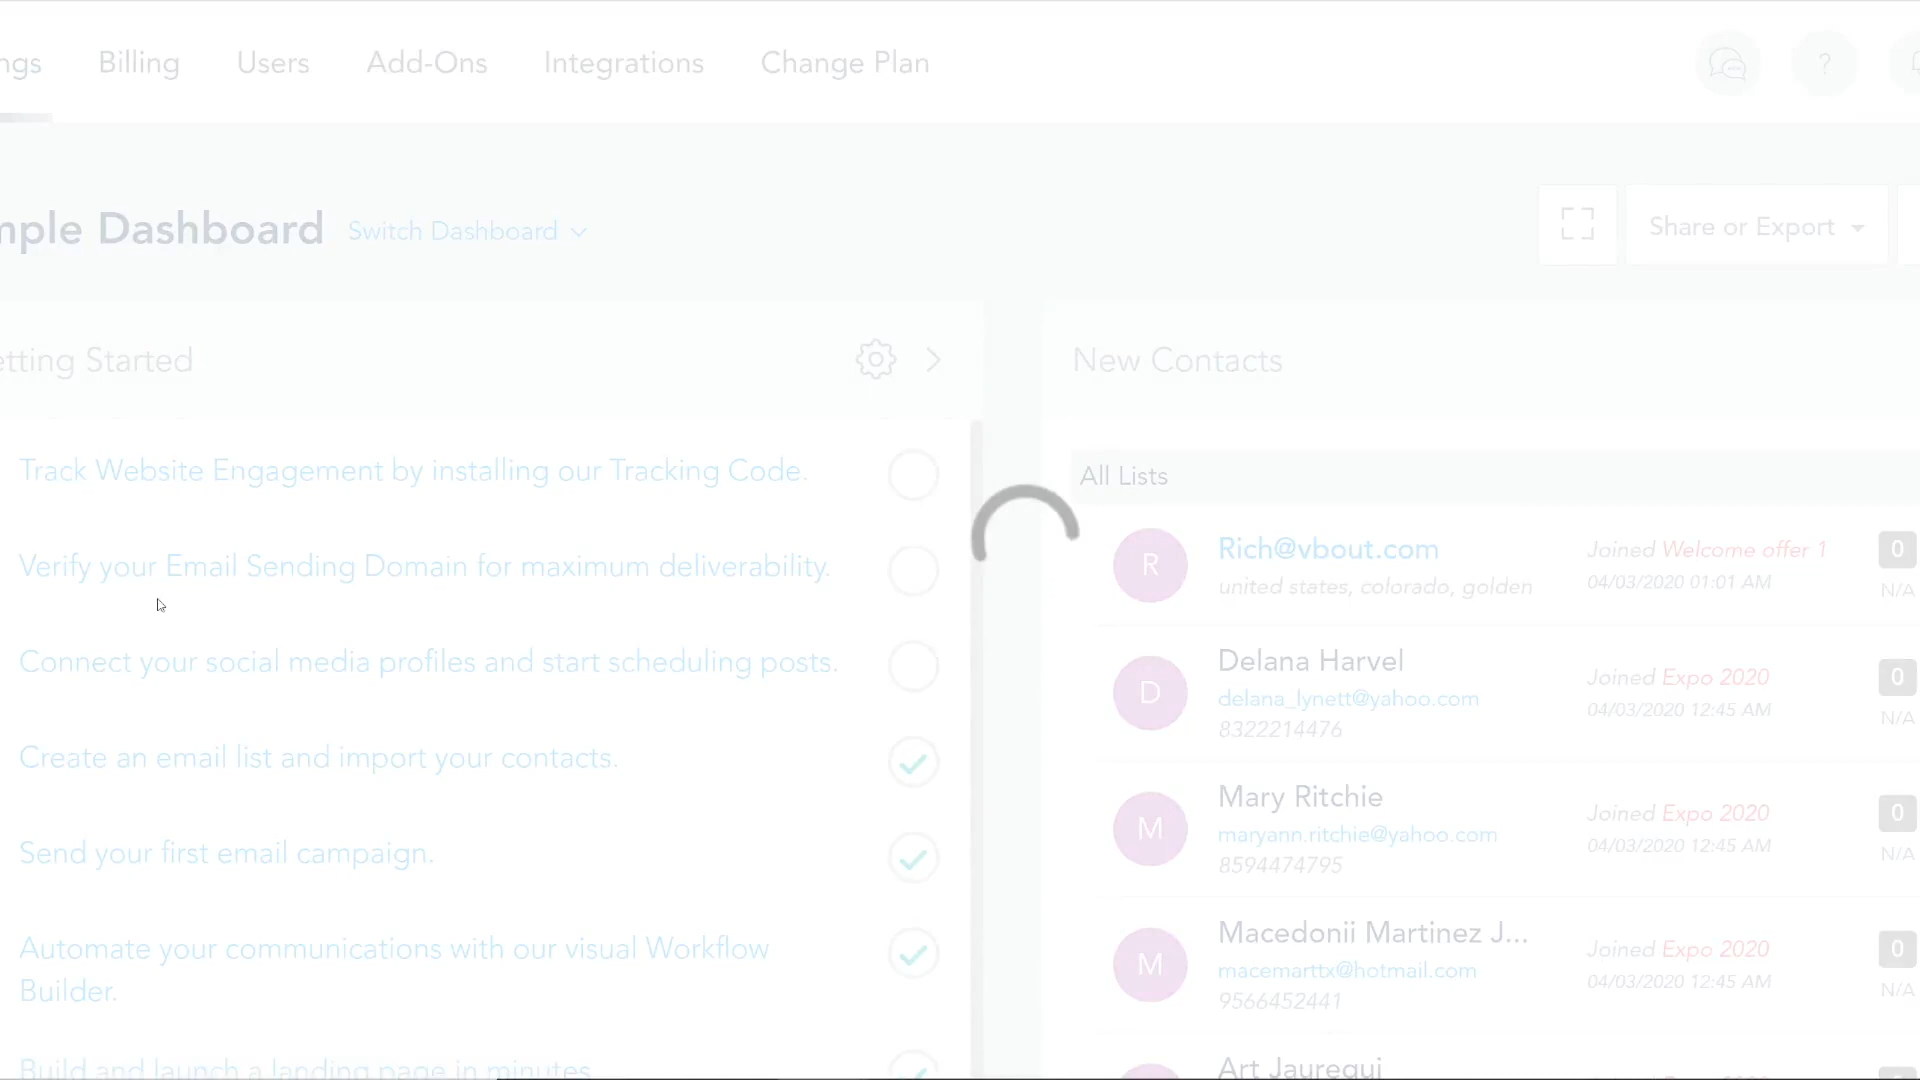 ngs Billing Users Add-Ons Integrations Change Plan ?
mple Dashboard Switch Dashboard Share or Export
etting Started
Track Website Engagement by installing our Tracking Code.
Verify your Email Sending Domain for maximum deliverability.
Connect your social media profiles and start scheduling posts.
Create an email list and import your contacts.
Send your first email campaign.
Automate your communications with our visual Workflow
Builder.
Build and launch a landing page in minutes
New Contacts
All Lists
R Rich@vbout.com Joined Welcome offer 1 0
united states, colorado, golden 04/03/2020 01:01 AM N/A
Delana Harvel Joined Expo 2020 0
D delana_lynett@yahoo.com 04/03/2020 12:45 AM N/A
8322214476
Mary Ritchie Joined Expo 2020 0
M maryann.ritchie@yahoo.com 04/03/2020 12:45 AM N/A
8594474795
Macedonii Martinez J... Joined Expo 2020 0
M macemarttx@hotmail.com 04/03/2020 12:45 AM N/A
9566452441
Art Jauregui